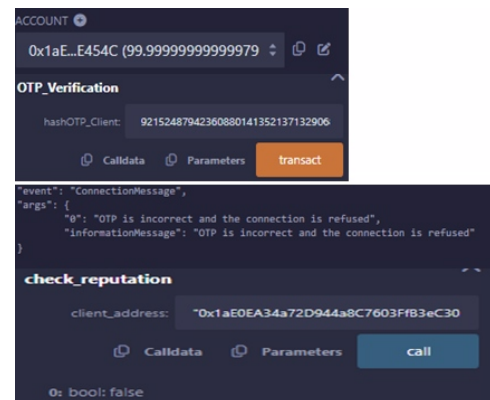 ACCOUNT
0x1aE...E454C (99.99999999999979
OTP_Verification
hashOTP_Client: 92152487942360880141352137132906
Calldata Parameters transact
"event": "ConnectionMessage",
"args": {
"0": "OTP is incorrect and the connection is refused",
"informationMessage": "OTP is incorrect and the connection is refused"
}
check_reputation
client_address: "0x1aE0EA34a72D944a8C7603FfB3eC30
Calldata Parameters call
0: bool: false